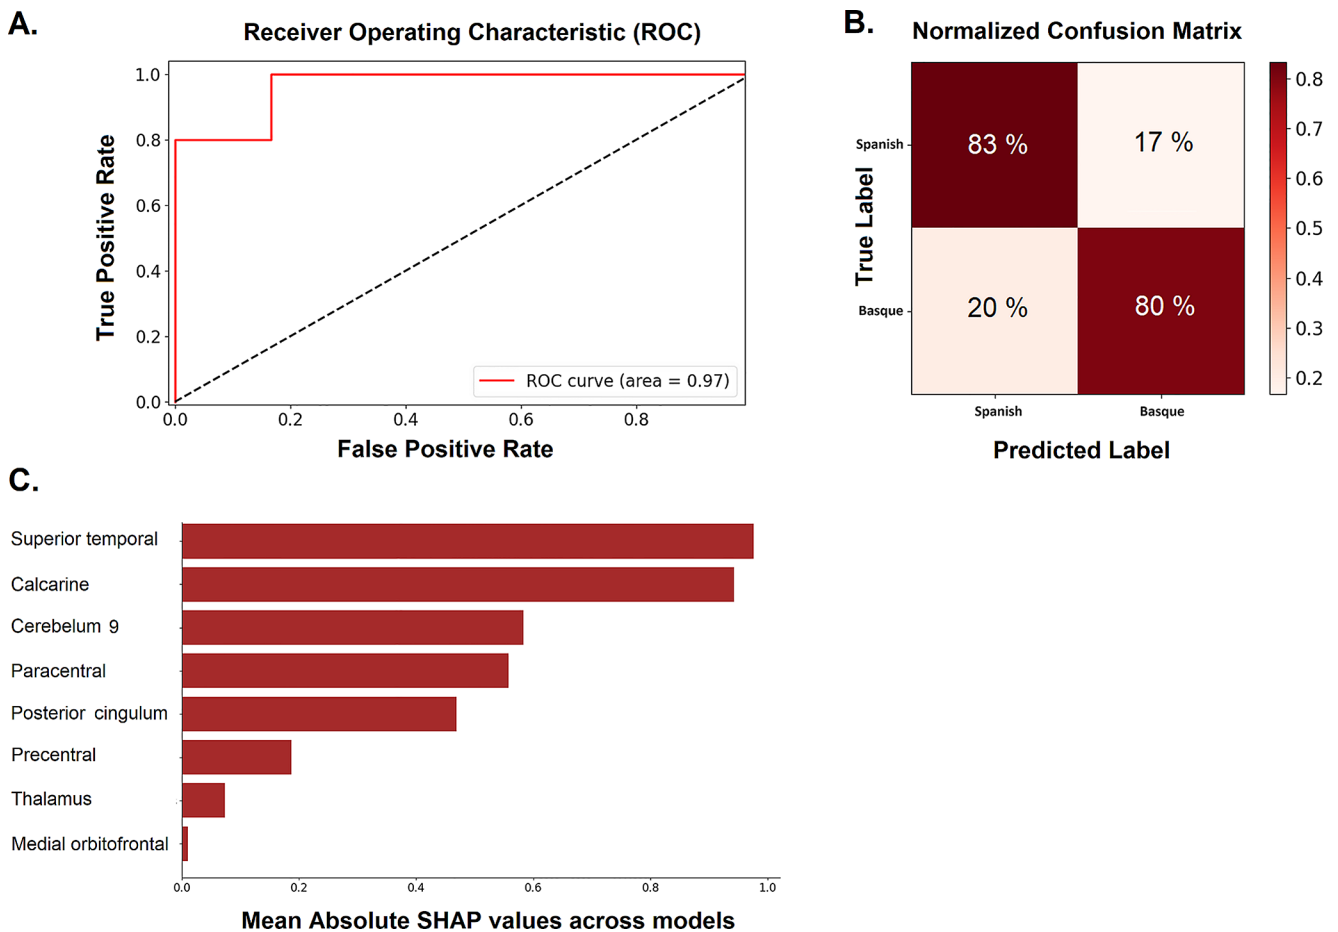 A.
Receiver Operating Characteristic (ROC)
1.0
0.8
0.6
0.4
0.2
0.0
True Positive Rate
ROC curve (area = 0.97)
0.0 0.2 0.4 0.6 0.8
False Positive Rate
B.
Normalized Confusion Matrix
Spanish
Basque
True Label
83 % 17 %
20 % 80 %
Spanish Basque
Predicted Label
0.8
0.7
0.6
0.5
0.4
0.3
0.2
C.
Superior temporal
Calcarine
Cerebelum 9
Paracentral
Posterior cingulum
Precentral
Thalamus
Medial orbitofrontal
0.0 0.2 0.4 0.6 0.8 1.0
Mean Absolute SHAP values across models